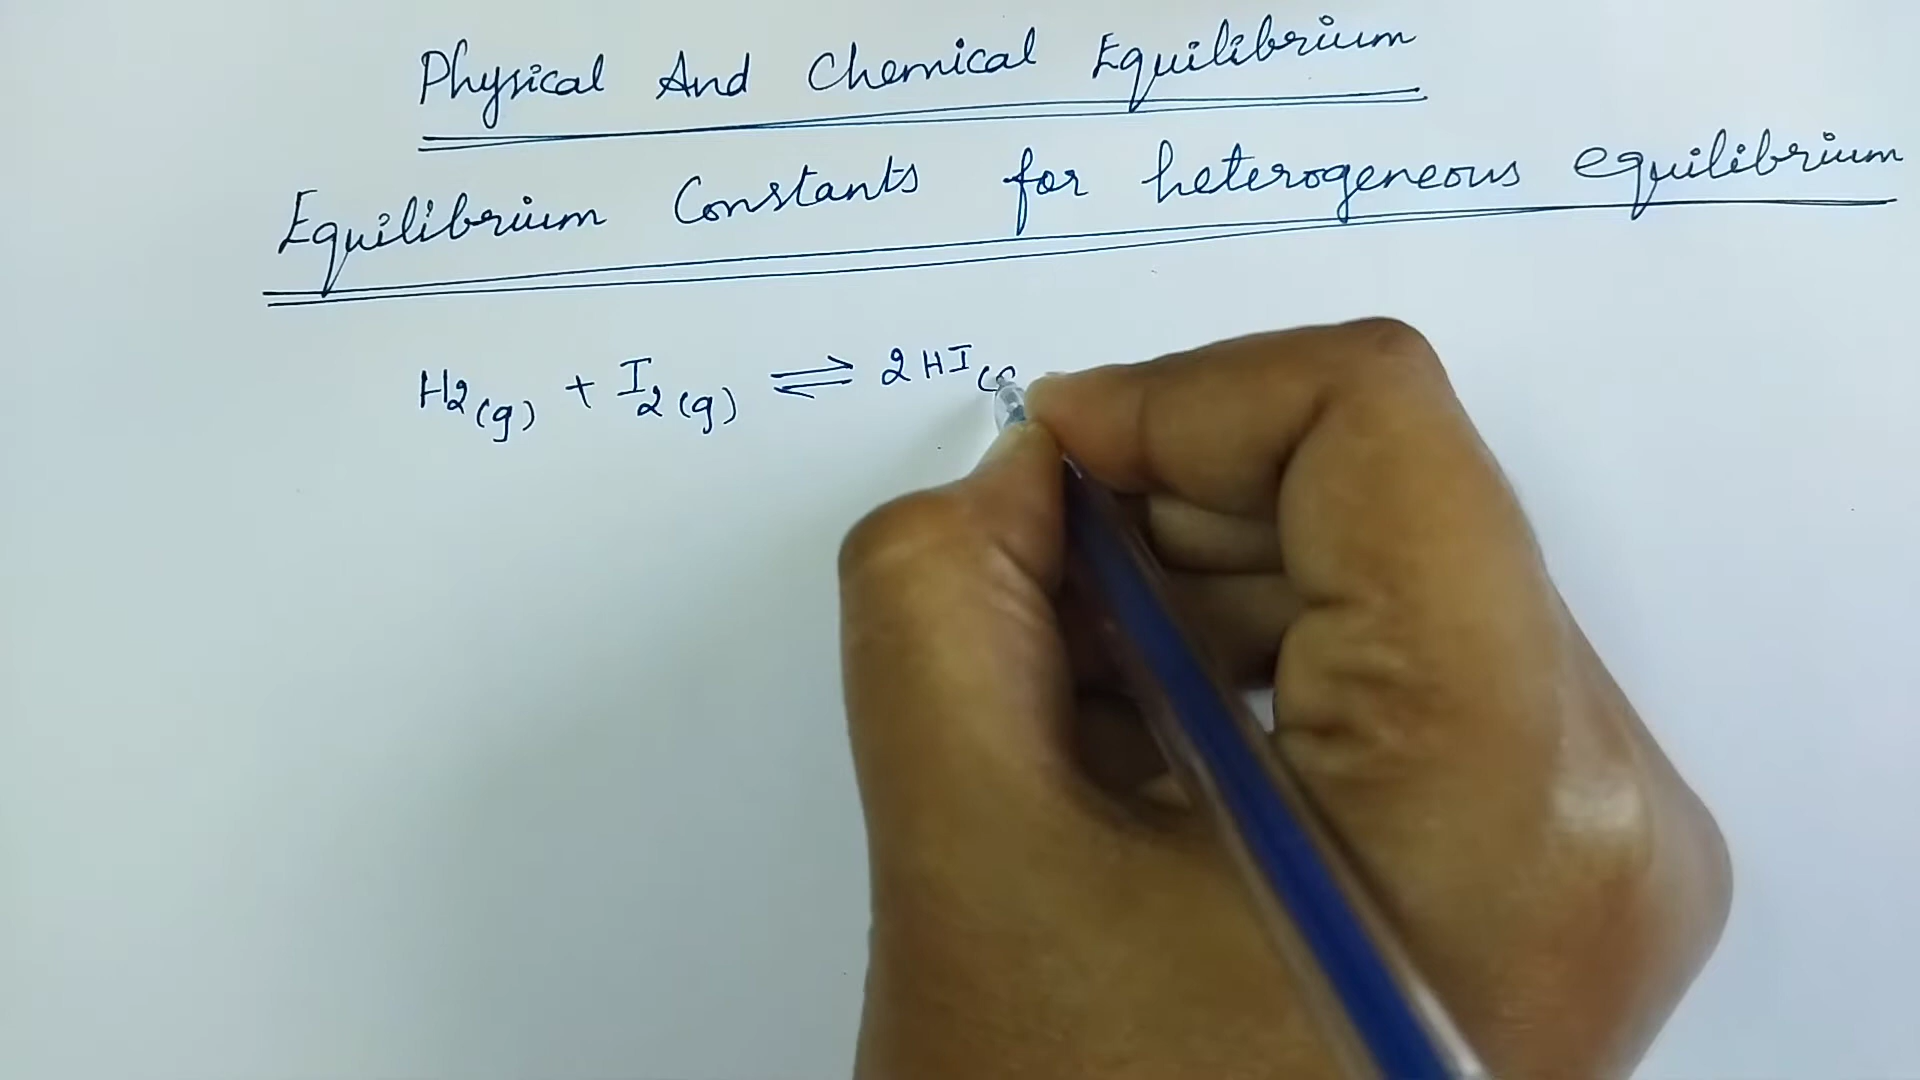 Physical And Chemical Equilibrium
Equilibrium Constants for heterogeneous equilibrium
H2(g) + I2(g) ⇌ 2HI(